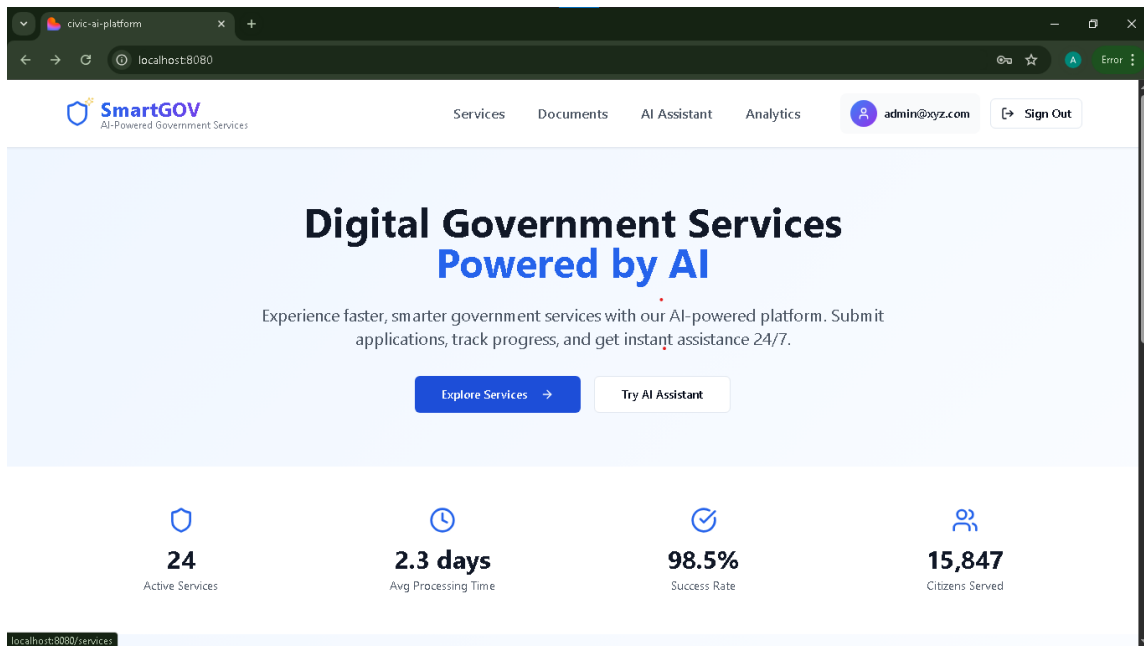 civic-ai-platform
localhost:8080
A
Error
SmartGOV
AI-Powered Government Services
Services
Documents
AI Assistant
Analytics
admin@xyz.com
Sign Out
Digital Government Services
Powered by AI
Experience faster, smarter government services with our AI-powered platform. Submit
applications, track progress, and get instant assistance 24/7.
Explore Services
Try AI Assistant
24
Active Services
2.3 days
Avg Processing Time
98.5%
Success Rate
15,847
Citizens Served
localhost:8080/services